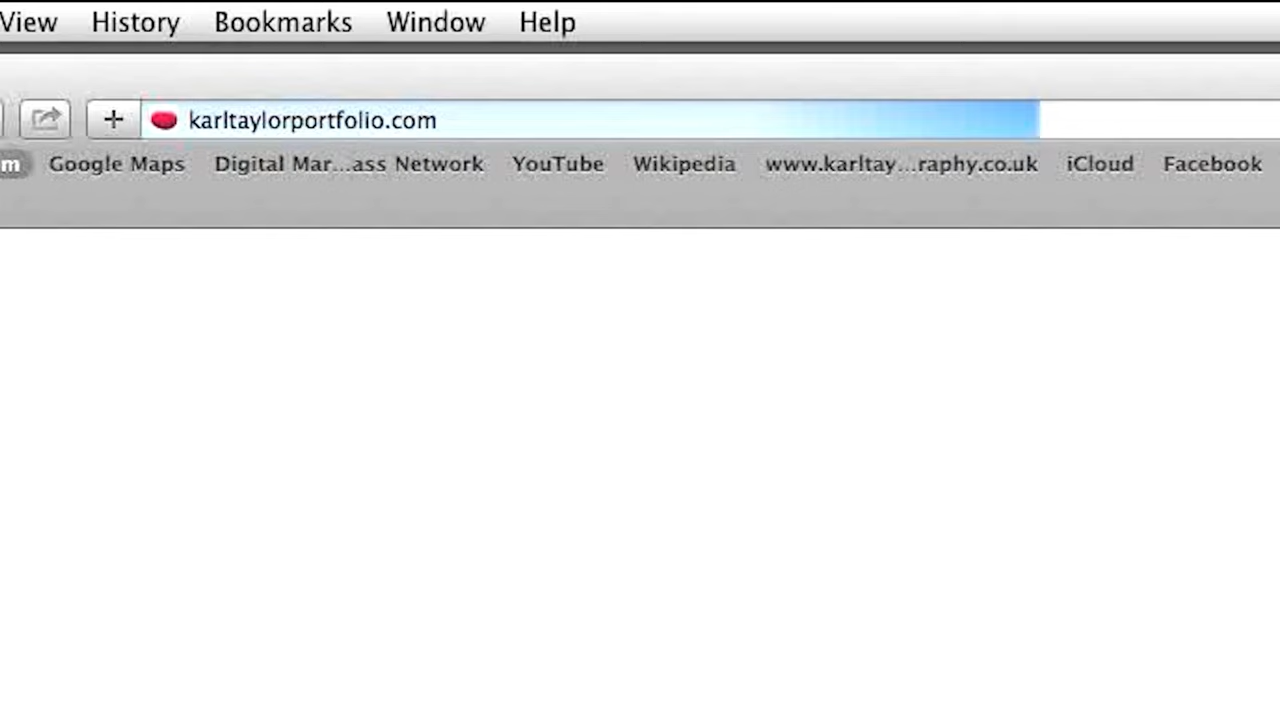 View History Bookmarks Window Help
karltaylorportfolio.com
m Google Maps Digital Mar...ass Network YouTube Wikipedia www.karltay...raphy.co.uk iCloud Facebook